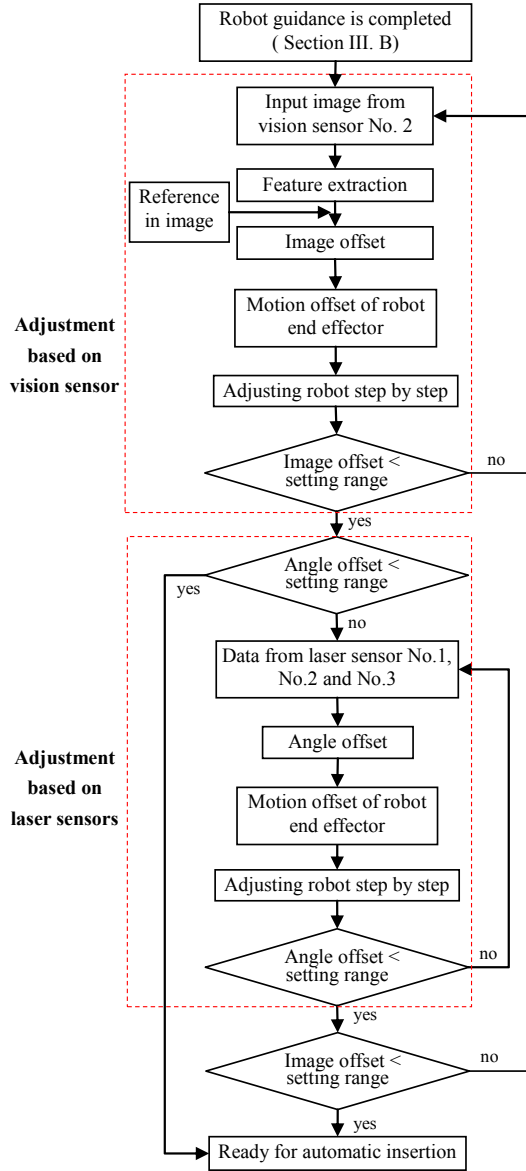 Robot guidance is completed
( Section III. B)
Input image from
vision sensor No. 2
Feature extraction
Reference
in image
Image offset
Motion offset of robot
end effector
Adjustment
based on
vision sensor
Adjusting robot step by step
Image offset <
setting range
no
yes
Angle offset <
setting range
yes
no
Data from laser sensor No.1,
No.2 and No.3
Angle offset
Adjustment
based on
laser sensors
Motion offset of robot
end effector
Adjusting robot step by step
Angle offset <
setting range
no
yes
Image offset <
setting range
no
yes
Ready for automatic insertion